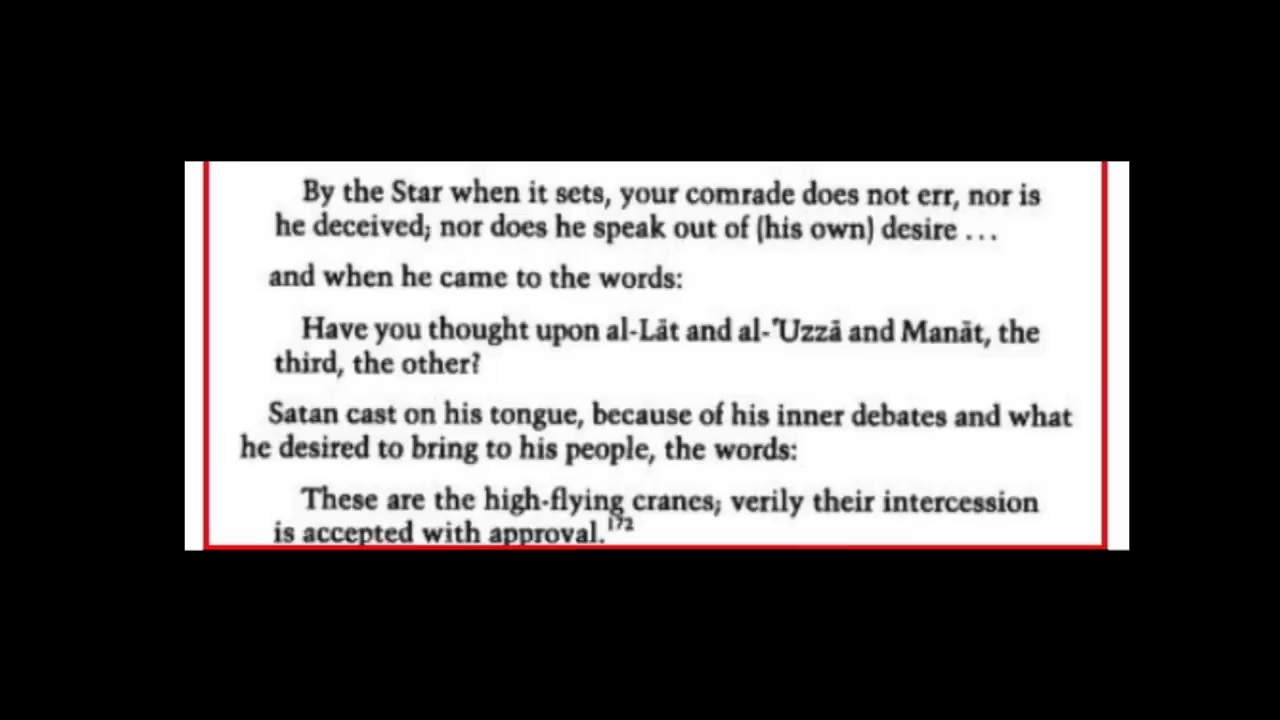 By the Star when it sets, your comrade does not err, nor is
he deceived; nor does he speak out of (his own) desire ...
and when he came to the words:
Have you thought upon al-Lāt and al-'Uzzā and Manāt, the
third, the other?
Satan cast on his tongue, because of his inner debates and what
he desired to bring to his people, the words:
These are the high-flying cranes; verily their intercession
is accepted with approval.172